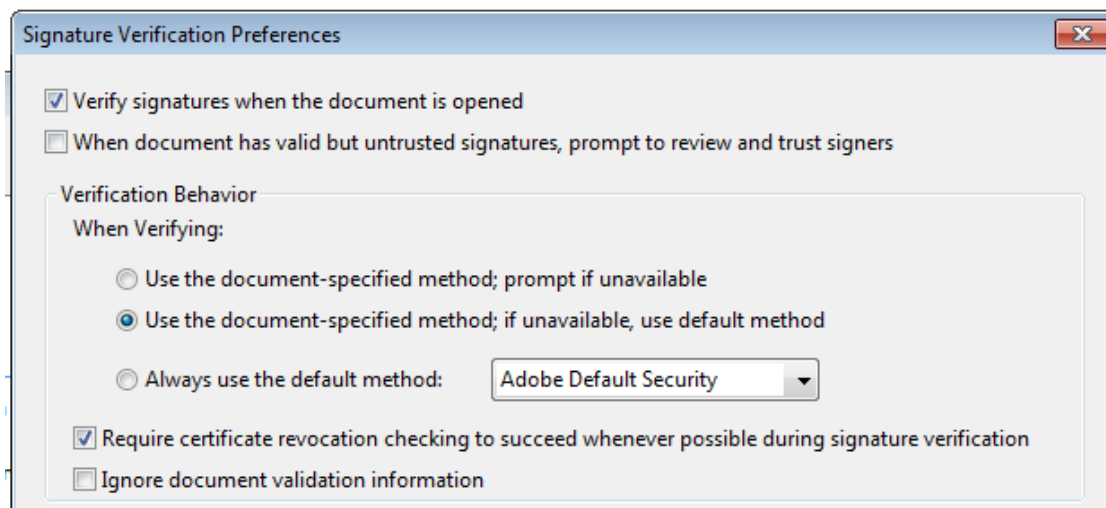 Signature Verification Preferences
Verify signatures when the document is opened
When document has valid but untrusted signatures, prompt to review and trust signers
Verification Behavior
When Verifying:
Use the document-specified method; prompt if unavailable
Use the document-specified method; if unavailable, use default method
Always use the default method: Adobe Default Security
Require certificate revocation checking to succeed whenever possible during signature verification
Ignore document validation information